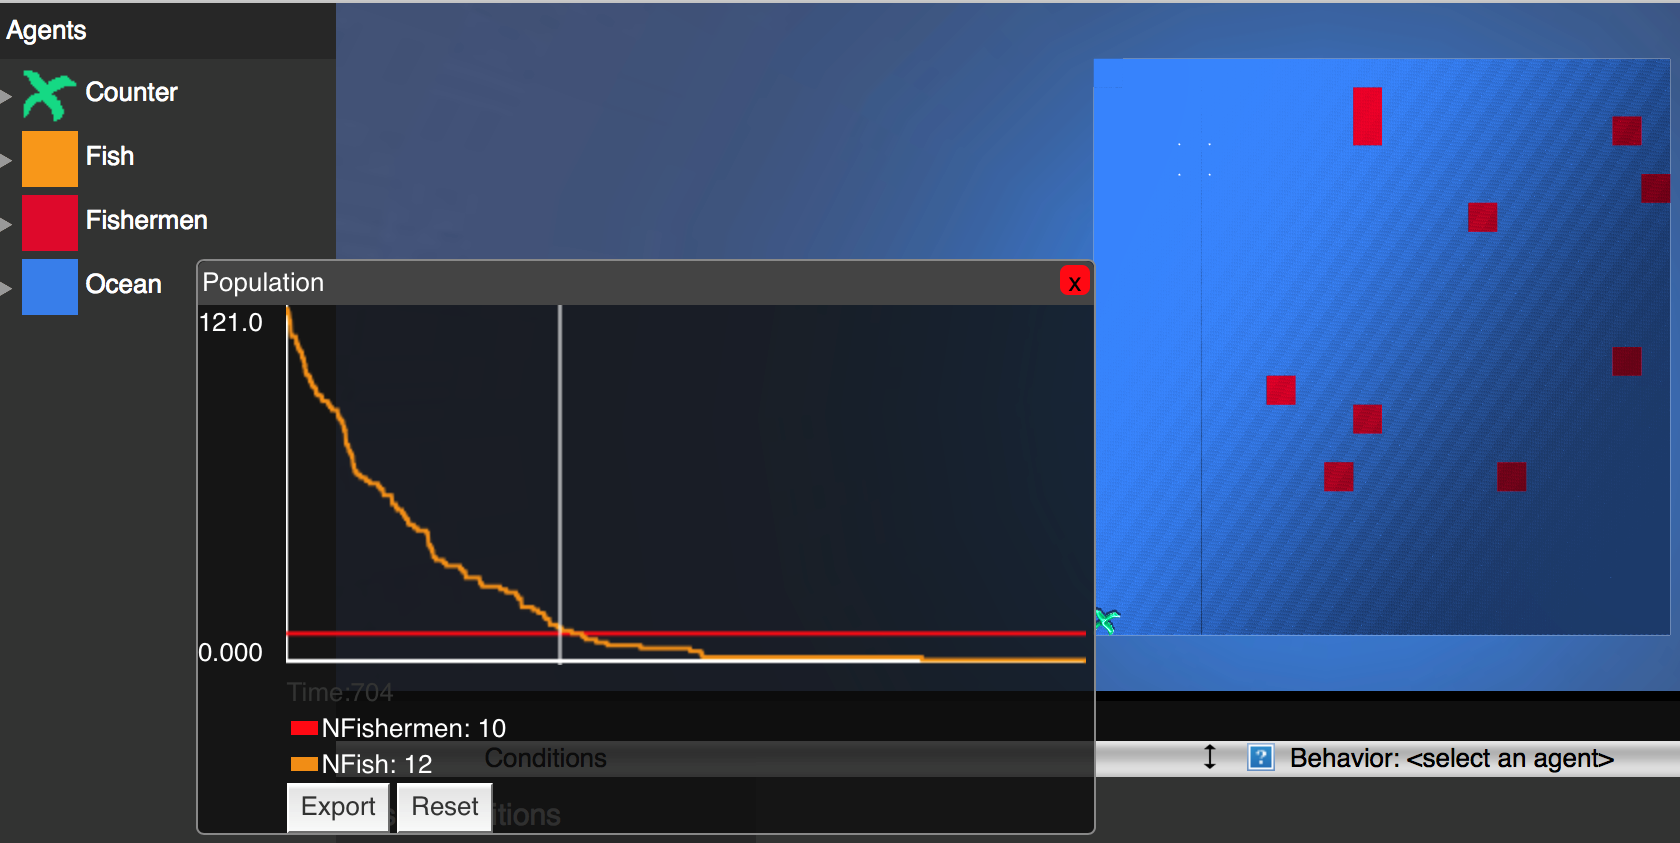 Agents
Counter
Fish
Fishermen
Ocean
Population
x
121.0
0.000
Time:704
NFishermen: 10
NFish: 12
Conditions
Export
Reset
itions
? Behavior: <select an agent>